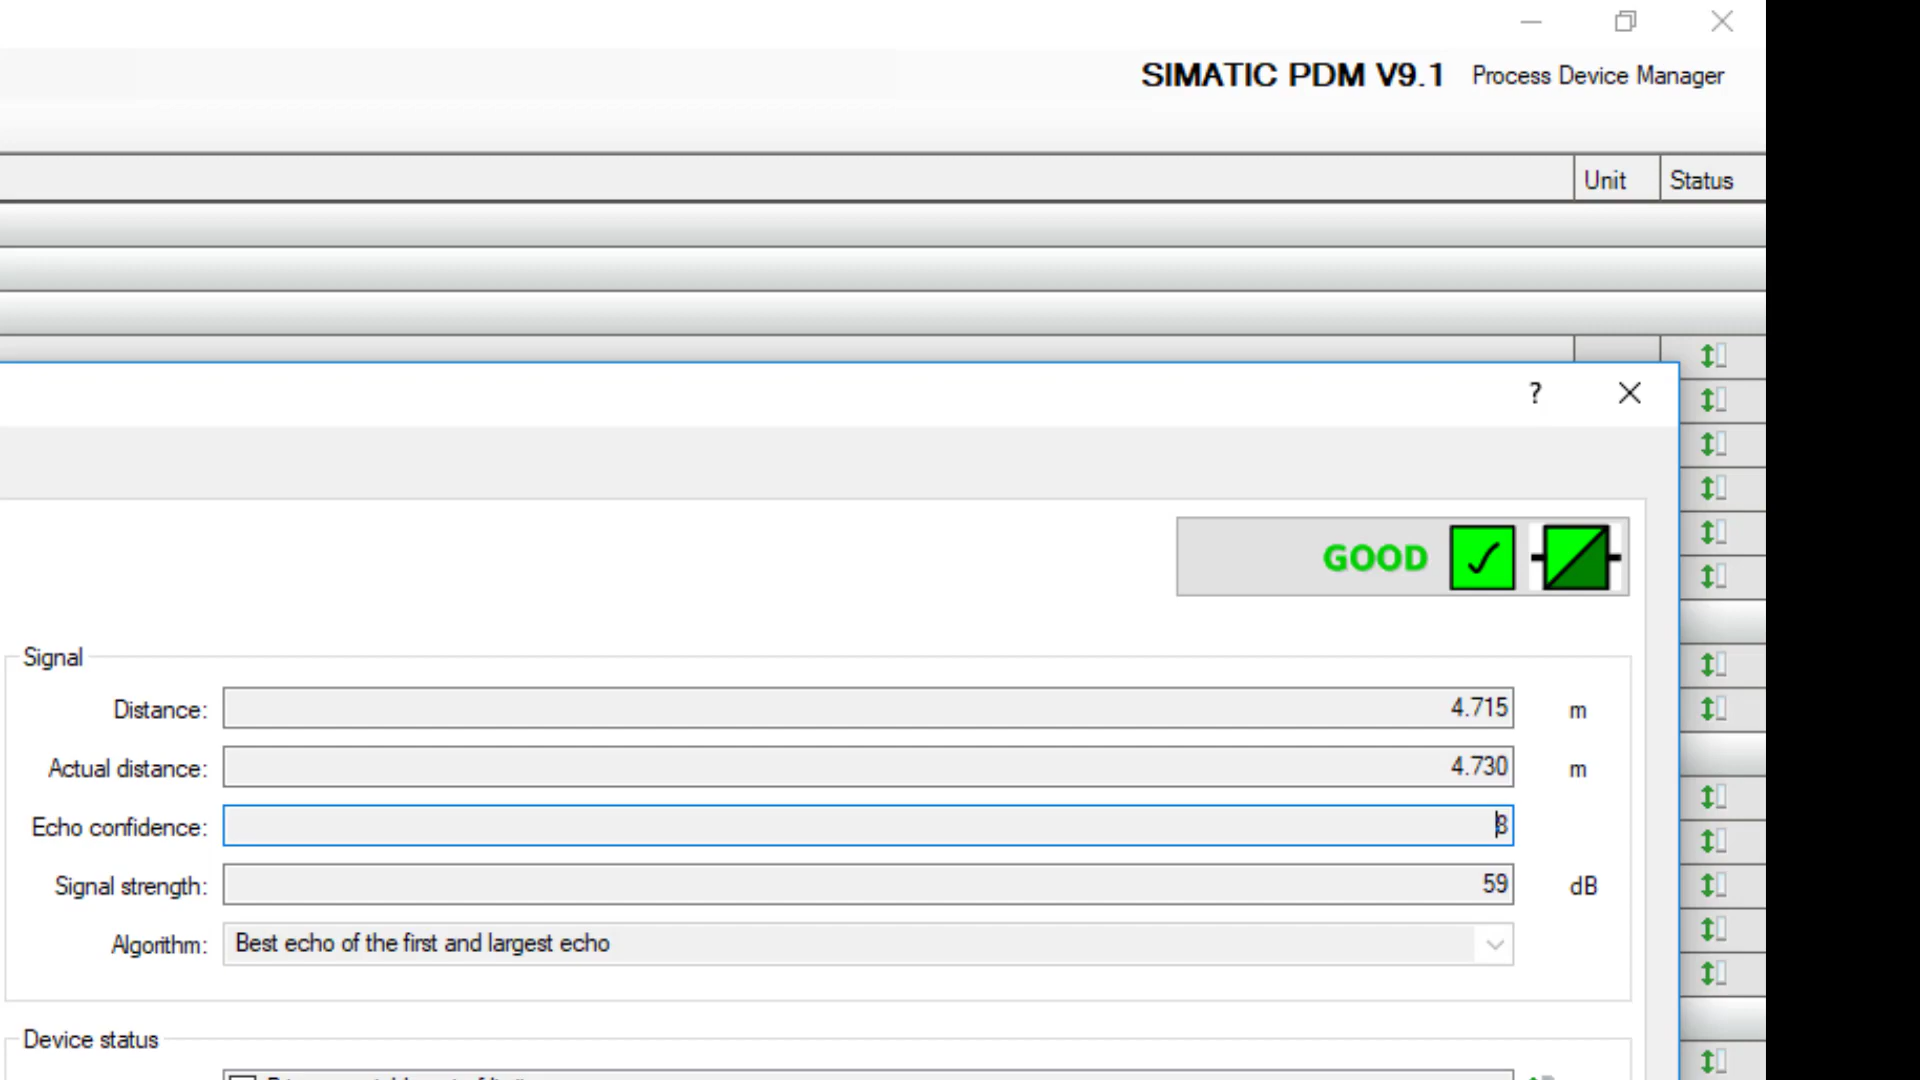 SIMATIC PDM V9.1 Process Device Manager
Unit Status
?
GOOD
Signal
Distance: 4.715 m
Actual distance: 4.730 m
Echo confidence: 8
Signal strength: 59 dB
Algorithm: Best echo of the first and largest echo
Device status